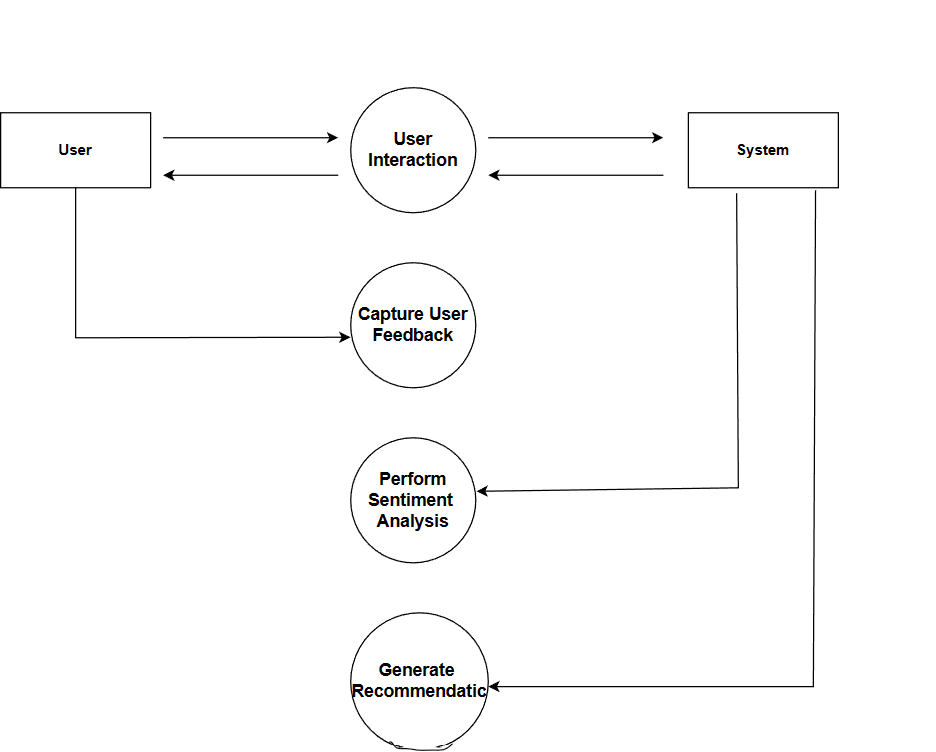 User
User
Interaction
System
Capture User
Feedback
Perform
Sentiment
Analysis
Generate
Recommendatic